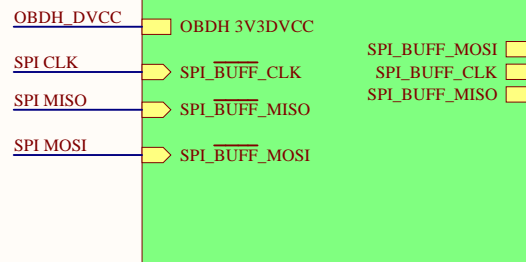 OBDH_DVCC
OBDH 3V3DVCC
SPI CLK
SPI_BUFF_CLK
SPI MISO
SPI_BUFF_MISO
SPI MOSI
SPI_BUFF_MOSI
SPI_BUFF_MOSI
SPI_BUFF_CLK
SPI_BUFF_MISO